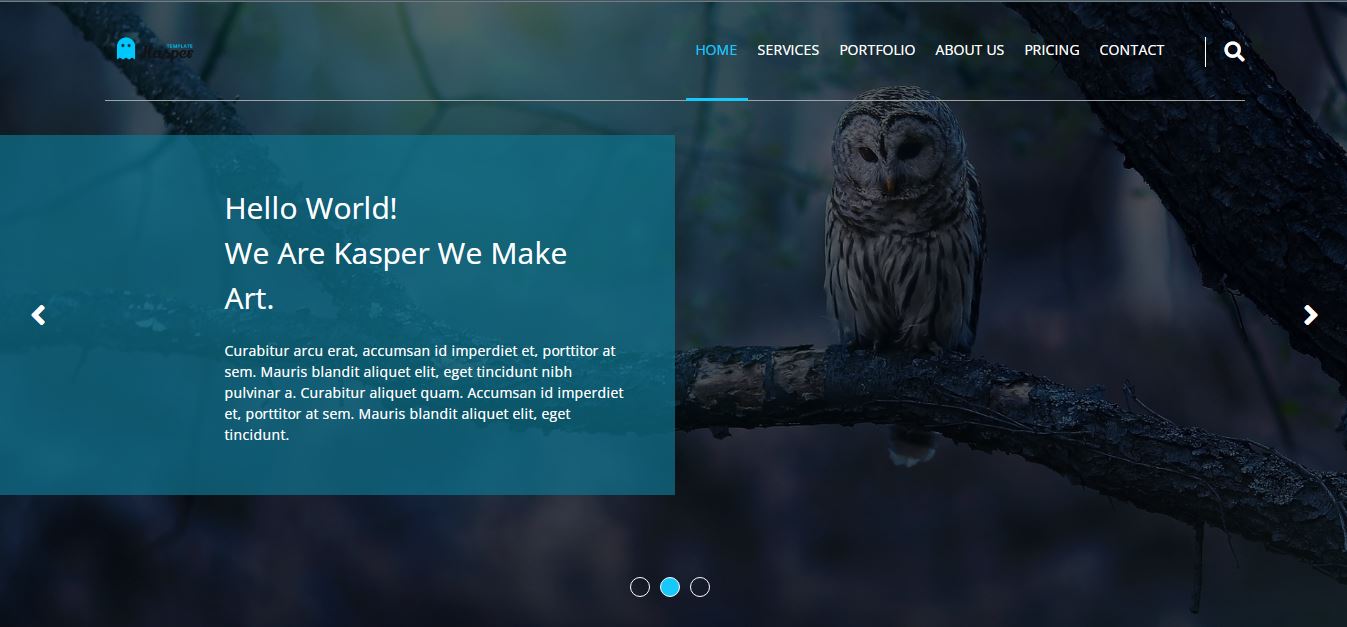 TEMPLATE
Kasper
HOME SERVICES PORTFOLIO ABOUT US PRICING CONTACT
Hello World!
We Are Kasper We Make
Art.
Curabitur arcu erat, accumsan id imperdiet et, porttitor at
sem. Mauris blandit aliquet elit, eget tincidunt nibh
pulvinar a. Curabitur aliquet quam. Accumsan id imperdiet
et, porttitor at sem. Mauris blandit aliquet elit, eget
tincidunt.